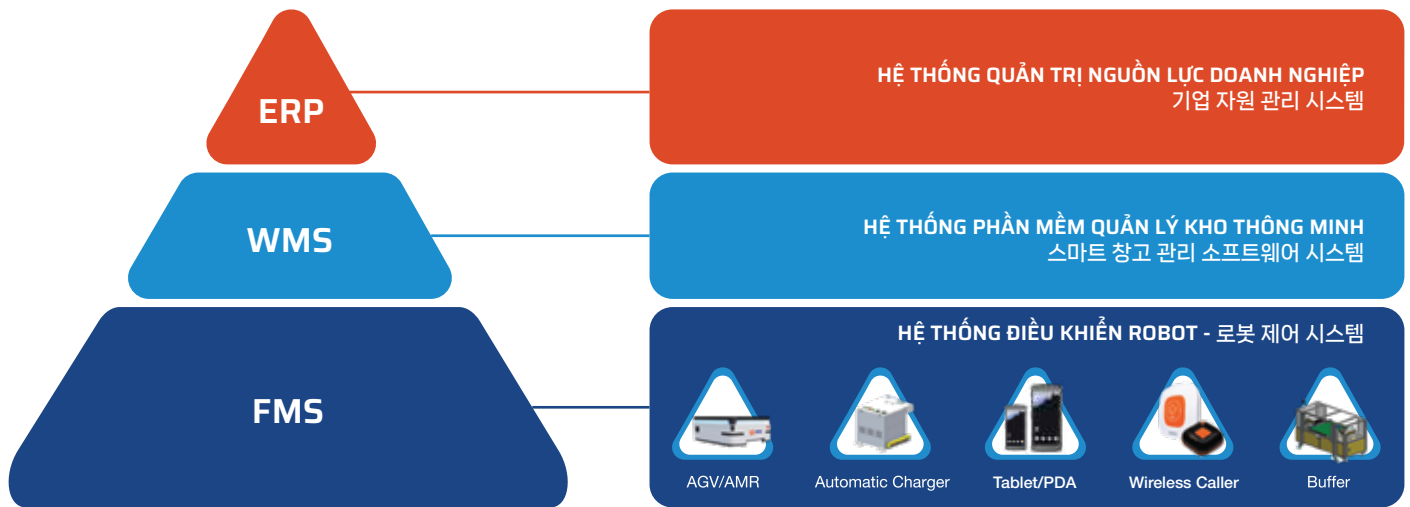 ERP
HỆ THỐNG QUẢN TRỊ NGUỒN LỰC DOANH NGHIỆP
기업 자원 관리 시스템
WMS
HỆ THỐNG PHẦN MỀM QUẢN LÝ KHO THÔNG MINH
스마트 창고 관리 소프트웨어 시스템
FMS
HỆ THỐNG ĐIỀU KHIỂN ROBOT - 로봇 제어 시스템
AGV/AMR
Automatic Charger
Tablet/PDA
Wireless Caller
Buffer